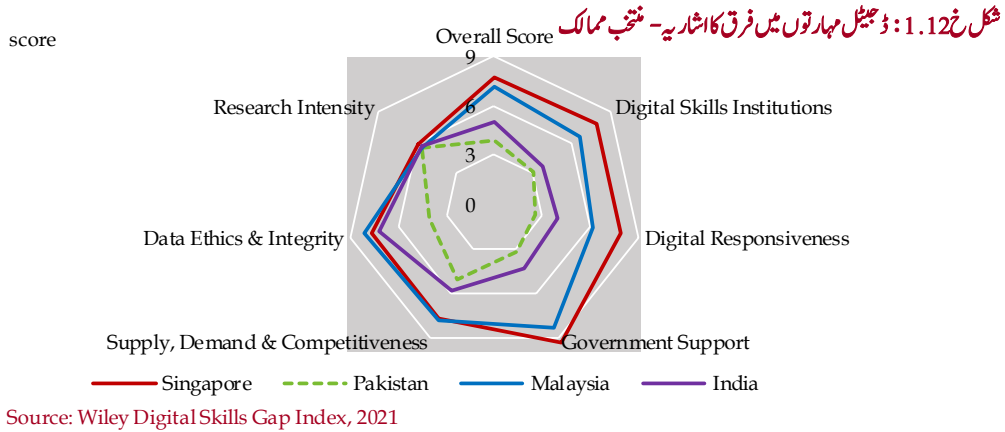 شکل خ1.12: ڈجیٹل مہارتوں میں فرق کا اشاریہ – منتخب ممالک
score
Overall Score
9
Research Intensity
Digital Skills Institutions
6
3
0
Data Ethics & Integrity
Digital Responsiveness
Supply, Demand & Competitiveness
Government Support
Singapore
Pakistan
Malaysia
India
Source: Wiley Digital Skills Gap Index, 2021